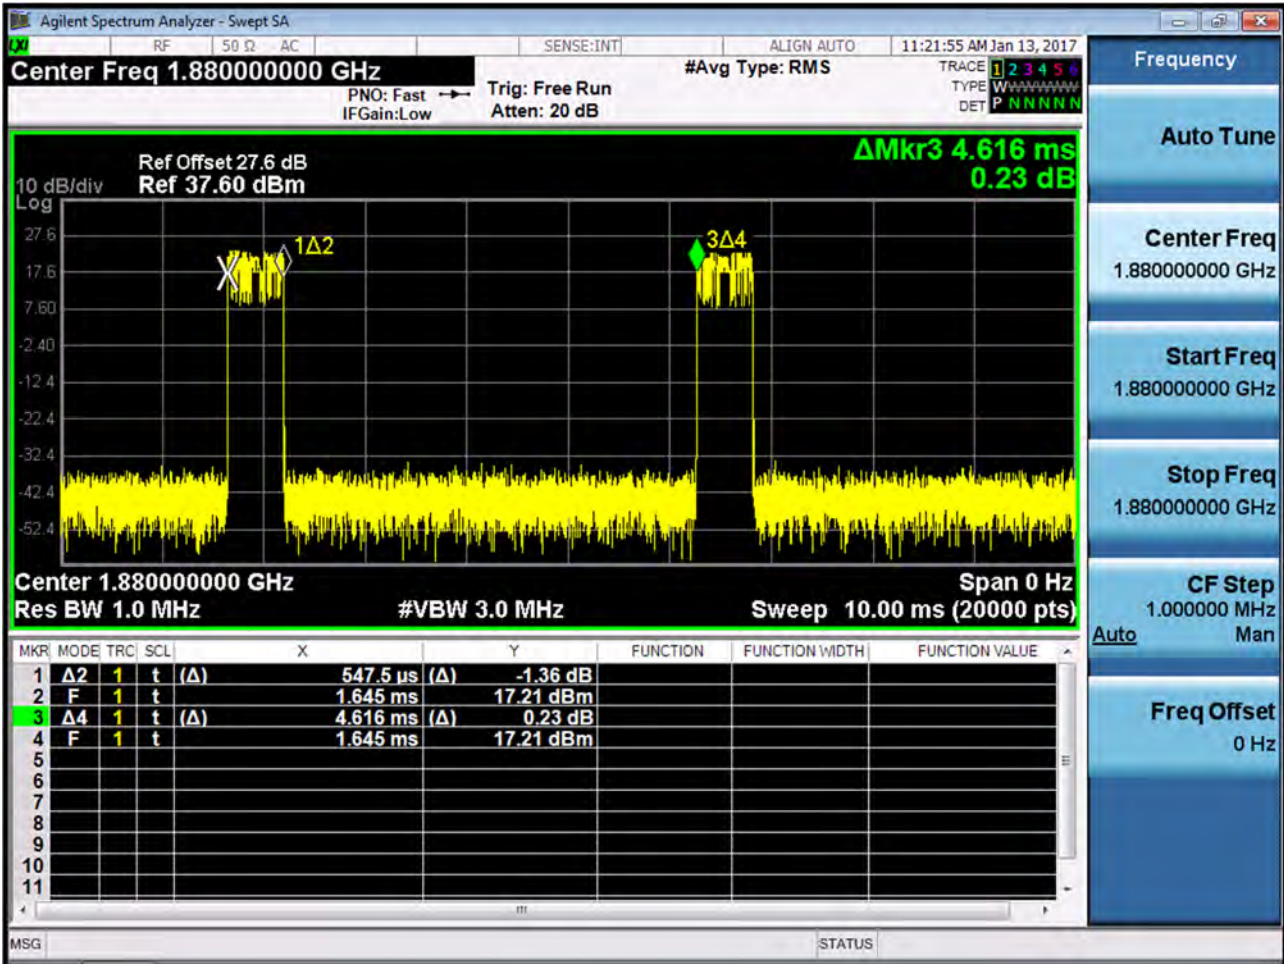 Agilent Spectrum Analyzer - Swept SA
LXI RF 50 Ω AC SENSE:INT ALIGN AUTO 11:21:55 AM Jan 13, 2017
Center Freq 1.880000000 GHz
PNO: Fast
IFGain:Low
Trig: Free Run
Atten: 20 dB
#Avg Type: RMS
TRACE 1 2 3 4 5 6
TYPE W
DET P N N N N N
Ref Offset 27.6 dB
10 dB/div Ref 37.60 dBm
Log
ΔMkr3 4.616 ms
0.23 dB
27.6
17.6
7.60
-2.40
-12.4
-22.4
-32.4
-42.4
-52.4
1Δ2
3Δ4
Center 1.880000000 GHz Span 0 Hz
Res BW 1.0 MHz #VBW 3.0 MHz Sweep 10.00 ms (20000 pts)
MKR MODE TRC SCL X Y FUNCTION FUNCTION WIDTH FUNCTION VALUE
1 Δ2 1 t (Δ) 547.5 µs (Δ) -1.36 dB
2 F 1 t 1.645 ms 17.21 dBm
3 Δ4 1 t (Δ) 4.616 ms (Δ) 0.23 dB
4 F 1 t 1.645 ms 17.21 dBm
5
6
7
8
9
10
11
MSG STATUS
Frequency
Auto Tune
Center Freq
1.880000000 GHz
Start Freq
1.880000000 GHz
Stop Freq
1.880000000 GHz
CF Step
1.000000 MHz
Auto Man
Freq Offset
0 Hz